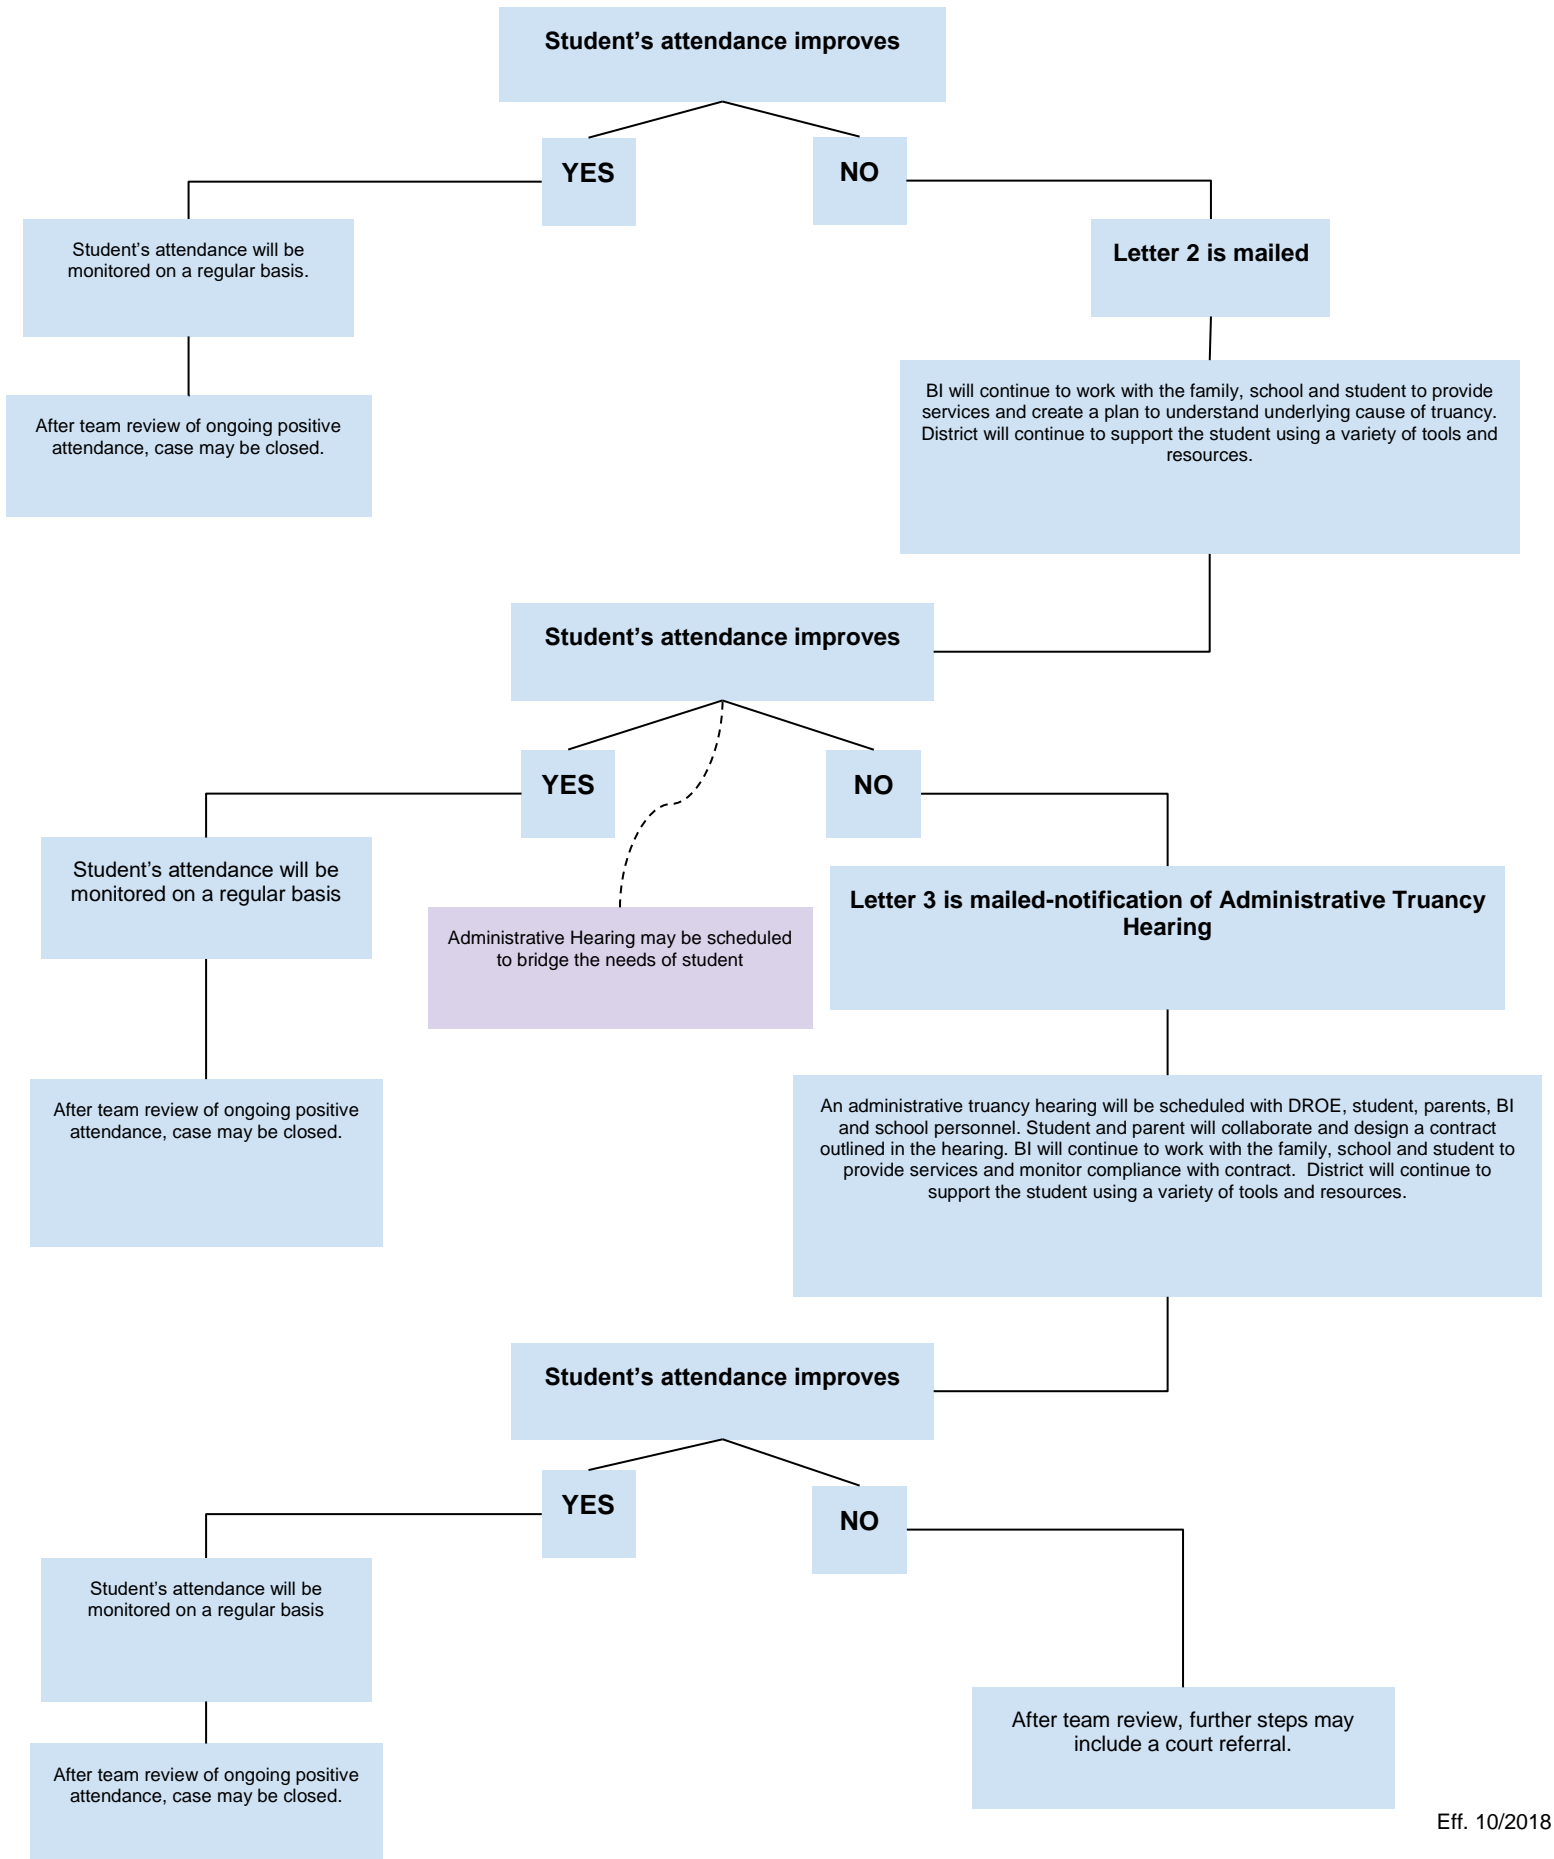 Student’s attendance improves
YES
NO
Student’s attendance will be
monitored on a regular basis.
Letter 2 is mailed
After team review of ongoing positive
attendance, case may be closed.
BI will continue to work with the family, school and student to provide
services and create a plan to understand underlying cause of truancy.
District will continue to support the student using a variety of tools and
resources.
Student’s attendance improves
YES
NO
Student’s attendance will be
monitored on a regular basis
Administrative Hearing may be scheduled
to bridge the needs of student
Letter 3 is mailed-notification of Administrative Truancy
Hearing
After team review of ongoing positive
attendance, case may be closed.
An administrative truancy hearing will be scheduled with DROE, student, parents, BI
and school personnel. Student and parent will collaborate and design a contract
outlined in the hearing. BI will continue to work with the family, school and student to
provide services and monitor compliance with contract.  District will continue to
support the student using a variety of tools and resources.
Student’s attendance improves
YES
NO
Student’s attendance will be
monitored on a regular basis
After team review, further steps may
include a court referral.
After team review of ongoing positive
attendance, case may be closed.
Eff. 10/2018